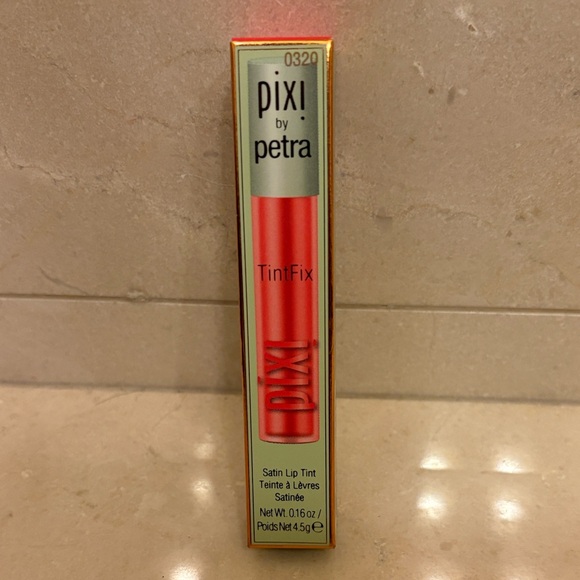 0320
pixi
by
petra
TintFix
pixi
Satin Lip Tint
Teinte à Lèvres
Satinée
Net Wt. 0.16 oz /
Poids Net 4.5g ℮